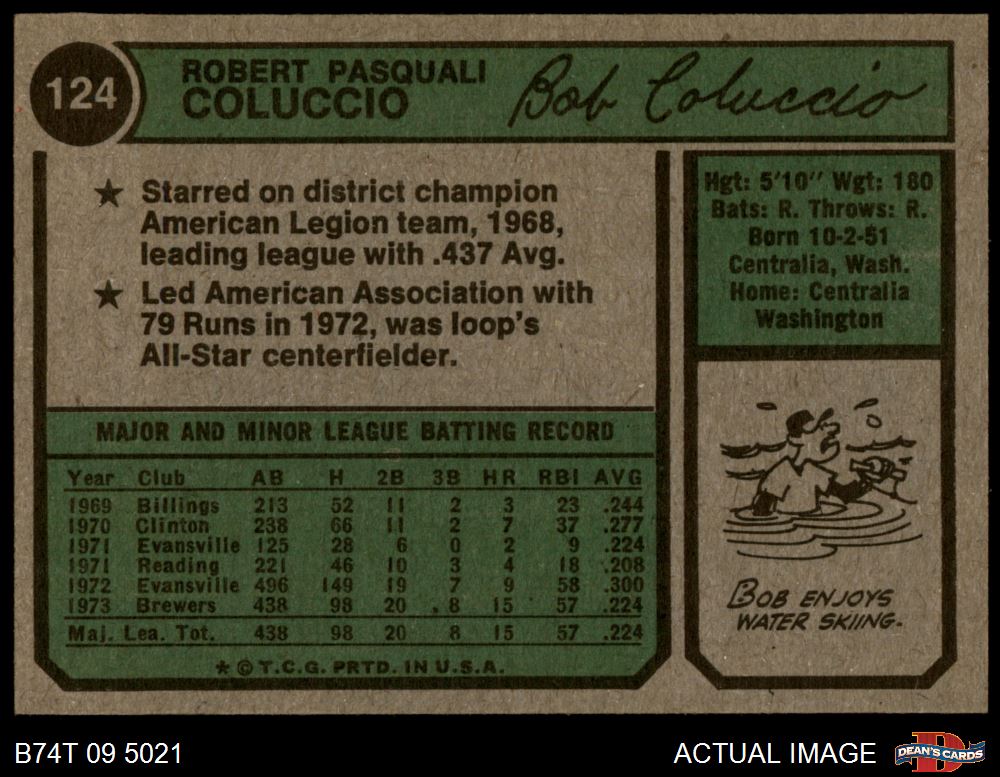 124
ROBERT PASQUALI
COLUCCIO
Bob Coluccio
★ Starred on district champion
American Legion team, 1968,
leading league with .437 Avg.
★ Led American Association with
79 Runs in 1972, was loop's
All-Star centerfielder.
Hgt: 5'10" Wgt: 180
Bats: R. Throws: R.
Born 10-2-51
Centralia, Wash.
Home: Centralia
Washington
MAJOR AND MINOR LEAGUE BATTING RECORD
Year Club AB H 2B 3B HR RBI AVG
1969 Billings 213 52 11 2 3 23 .244
1970 Clinton 238 66 11 2 7 37 .277
1971 Evansville 125 28 6 0 2 9 .224
1971 Reading 221 46 10 3 4 18 .208
1972 Evansville 496 149 19 7 9 58 .300
1973 Brewers 438 98 20 8 15 57 .224
Maj. Lea. Tot. 438 98 20 8 15 57 .224
★ © T.C.G. PRTD. IN U.S.A.
BOB ENJOYS
WATER SKIING.
B74T 09 5021
ACTUAL IMAGE
D
DEAN'S CARDS